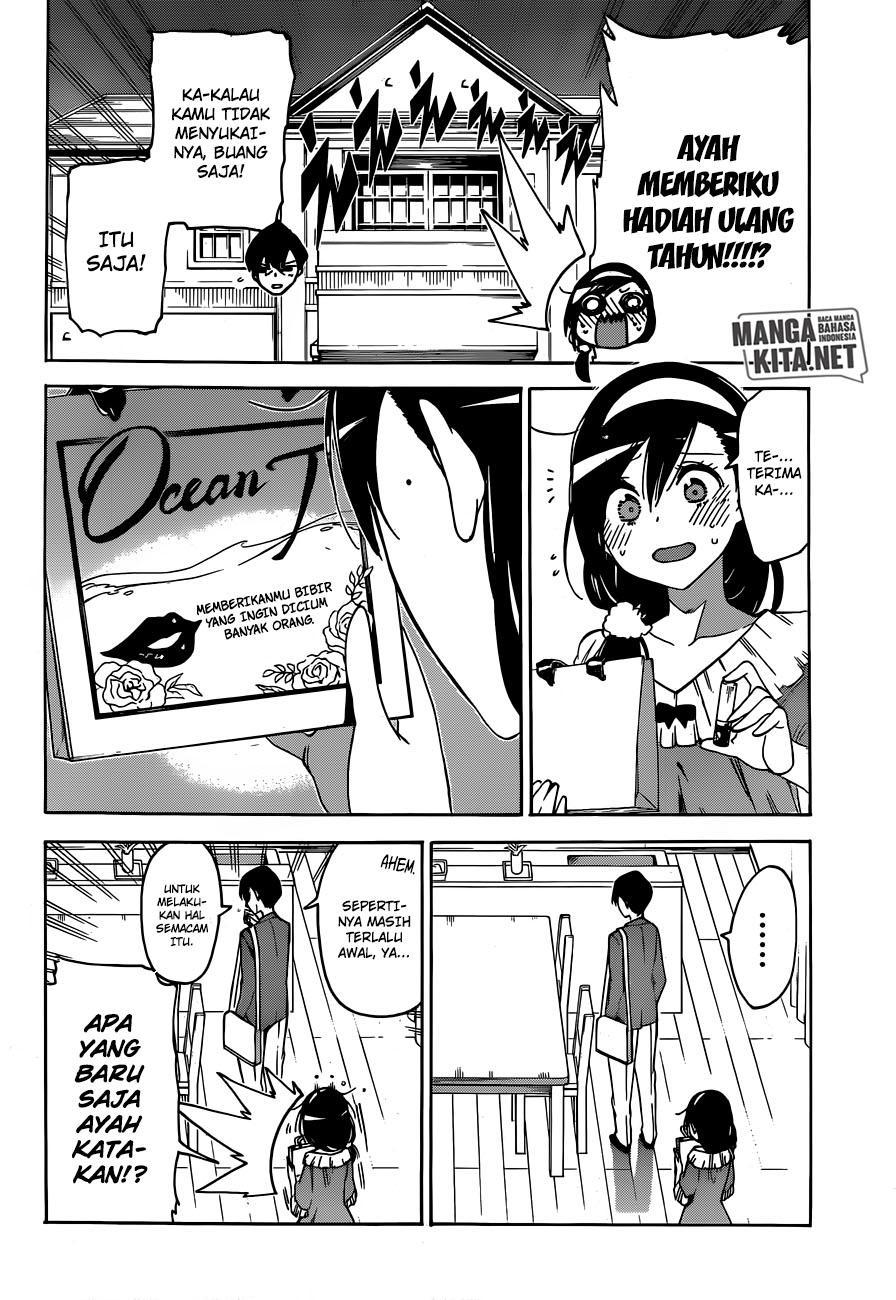 AYAH
MEMBERIKU
HADIAH ULANG
TAHUN!!!!?
KA-KALAU
KAMU TIDAK
MENYUKAI-
NYA, BUANG
SAJA!
ITU
SAJA!
MANGA
-KITA.NET
BACA MANGA
BAHASA
INDONESIA
TE-...
TERIMA
KA-...
Ocean T
MEMBERIKANMU BIBIR
YANG INGIN DICIUM
BANYAK ORANG.
......
AHEM.
SEPERTI-
NYA MASIH
TERLALU
AWAL, YA...
UNTUK
MELAKU-
KAN HAL
SEMACAM
ITU.
APA
YANG
BARU
SAJA
AYAH
KATA-
KAN!?